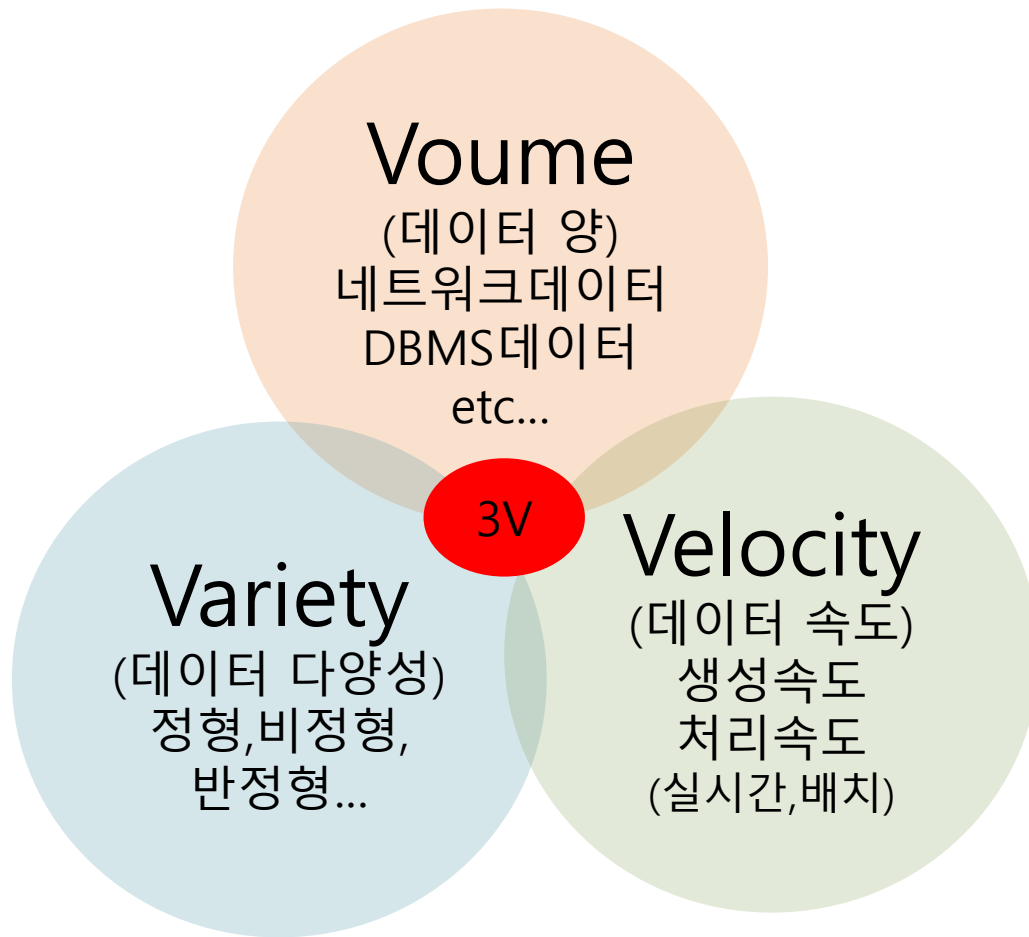 Voume
(데이터 양)
네트워크데이터
DBMS데이터
etc...
3V
Variety
(데이터 다양성)
정형,비정형,
반정형...
Velocity
(데이터 속도)
생성속도
처리속도
(실시간,배치)